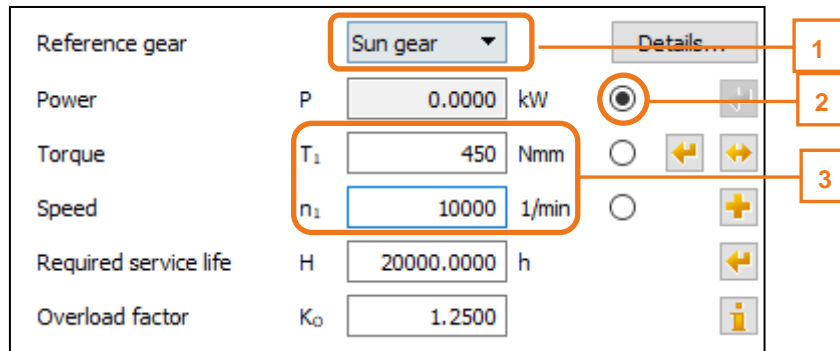 Reference gear Sun gear Details... 1
Power P 0.0000 kW 2
Torque T₁ 450 Nmm
3
Speed n₁ 10000 1/min
Required service life H 20000.0000 h
Overload factor K₀ 1.2500